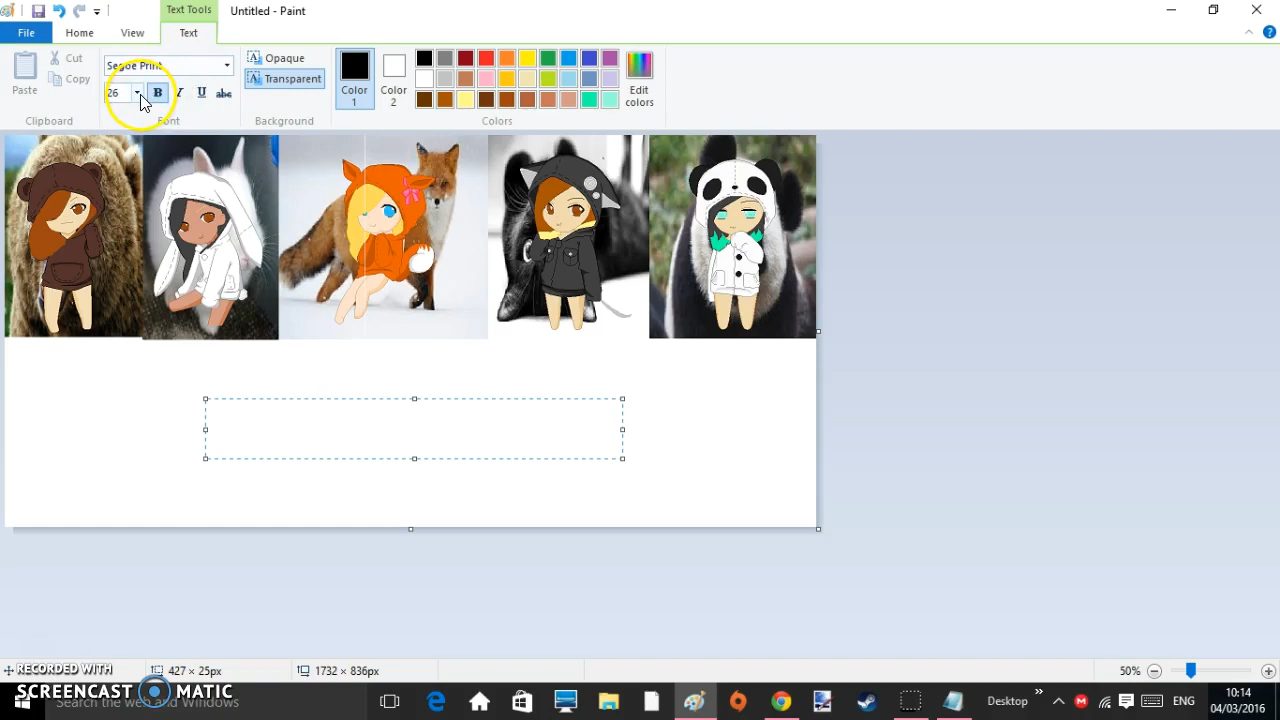 Text Tools
Untitled - Paint
File
Home
View
Text
Paste
Cut
Copy
Clipboard
Segoe Print
26
B
I
U
abc
Font
Opaque
Transparent
Background
Color 1
Color 2
Edit colors
Colors
427 × 25px
1732 × 836px
50%
RECORDED WITH
SCREENCAST MATIC
Search the web and Windows
Desktop
ENG
10:14
04/03/2016